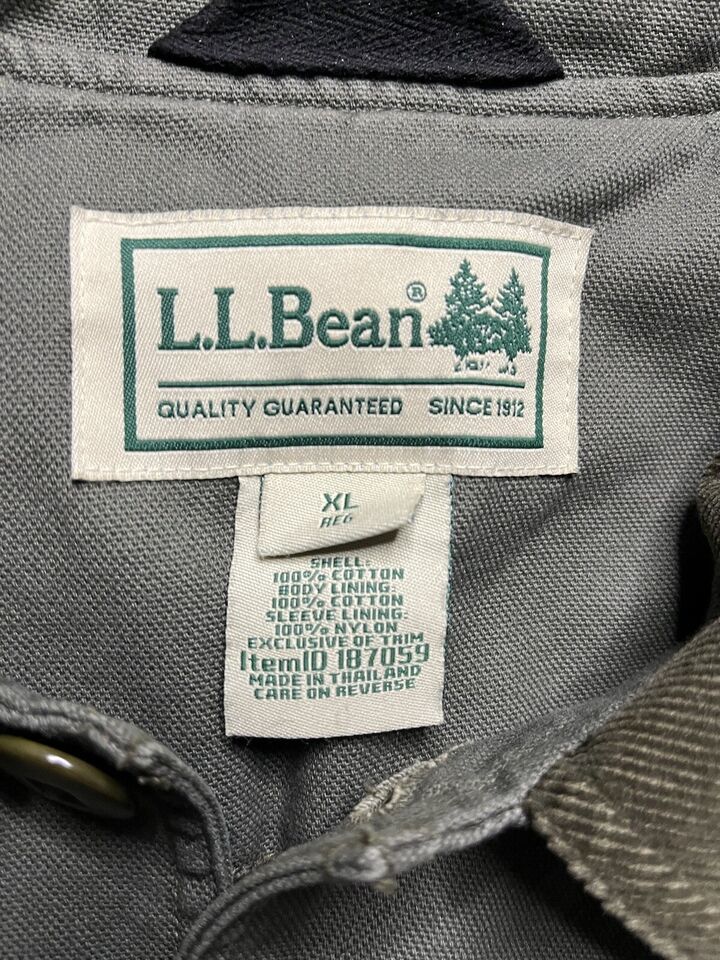 L.L.Bean®
QUALITY GUARANTEED SINCE 1912
XL
REG
SHELL:
100% COTTON
BODY LINING:
100% COTTON
SLEEVE LINING:
100% NYLON
EXCLUSIVE OF TRIM
ItemID 187059
MADE IN THAILAND
CARE ON REVERSE